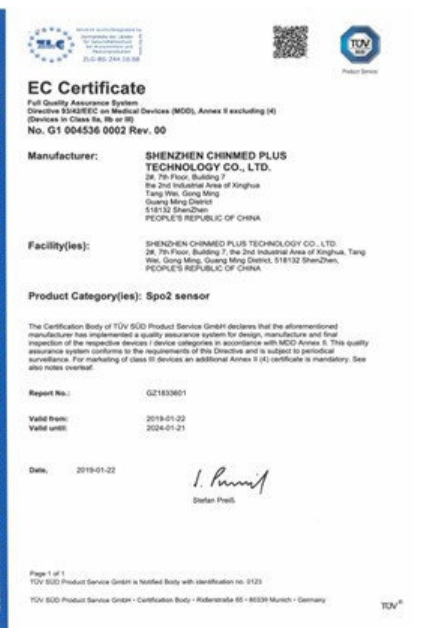 ZLG
ZLG-BS-244.10.08
TÜV
SÜD
Product Service
EC Certificate
Full Quality Assurance System
Directive 93/42/EEC on Medical Devices (MDD), Annex II excluding (4)
(Devices in Class IIa, IIb or III)
No. G1 004536 0002 Rev. 00
Manufacturer:
SHENZHEN CHINMED PLUS
TECHNOLOGY CO., LTD.
2#, 7th Floor, Building 7
the 2nd Industrial Area of Xinghua
Tang Wei, Gong Ming
Guang Ming District
518132 ShenZhen
PEOPLE'S REPUBLIC OF CHINA
Facility(ies):
SHENZHEN CHINMED PLUS TECHNOLOGY CO., LTD.
2#, 7th Floor, Building 7, the 2nd Industrial Area of Xinghua, Tang
Wei, Gong Ming, Guang Ming District, 518132 ShenZhen,
PEOPLE'S REPUBLIC OF CHINA
Product Category(ies): Spo2 sensor
The Certification Body of TÜV SÜD Product Service GmbH declares that the aforementioned
manufacturer has implemented a quality assurance system for design, manufacture and final
inspection of the respective devices / device categories in accordance with MDD Annex II. This quality
assurance system conforms to the requirements of this Directive and is subject to periodical
surveillance. For marketing of class III devices an additional Annex II (4) certificate is mandatory. See
also notes overleaf.
Report No.: GZ1833601
Valid from: 2019-01-22
Valid until: 2024-01-21
Date, 2019-01-22
Stefan Preiß
Page 1 of 1
TÜV SÜD Product Service GmbH is Notified Body with identification no. 0123
TÜV SÜD Product Service GmbH • Certification Body • Ridlerstraße 65 • 80339 Munich • Germany
TÜV®